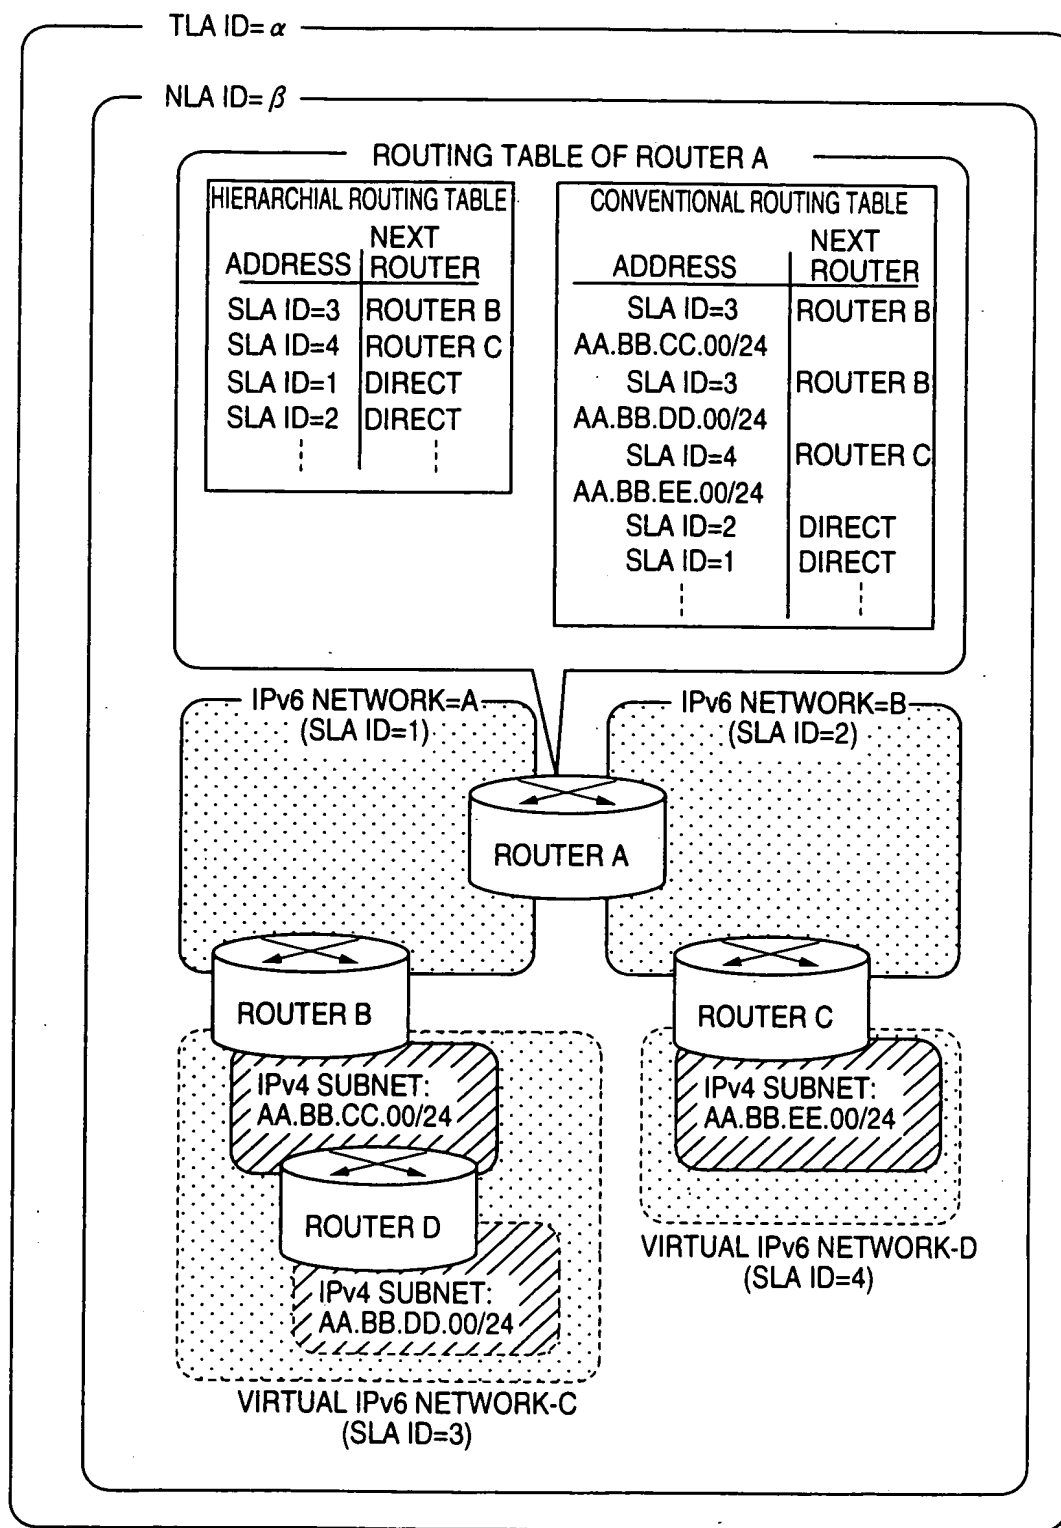 TLA ID= α
NLA ID= β
ROUTING TABLE OF ROUTER A
HIERARCHIAL ROUTING TABLE
NEXT
ADDRESS ROUTER
SLA ID=3 ROUTER B
SLA ID=4 ROUTER C
SLA ID=1 DIRECT
SLA ID=2 DIRECT
CONVENTIONAL ROUTING TABLE
NEXT
ADDRESS ROUTER
SLA ID=3 ROUTER B
AA.BB.CC.00/24
SLA ID=3 ROUTER B
AA.BB.DD.00/24
SLA ID=4 ROUTER C
AA.BB.EE.00/24
SLA ID=2 DIRECT
SLA ID=1 DIRECT
IPv6 NETWORK=A
(SLA ID=1)
IPv6 NETWORK=B
(SLA ID=2)
ROUTER A
ROUTER B
ROUTER C
IPv4 SUBNET:
AA.BB.CC.00/24
IPv4 SUBNET:
AA.BB.EE.00/24
ROUTER D
VIRTUAL IPv6 NETWORK-D
(SLA ID=4)
IPv4 SUBNET:
AA.BB.DD.00/24
VIRTUAL IPv6 NETWORK-C
(SLA ID=3)